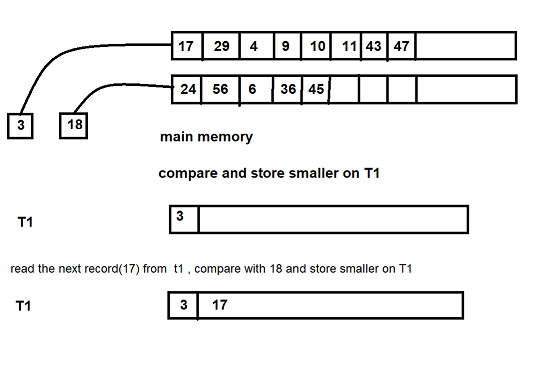 17 29 4 9 10 11 43 47
24 56 6 36 45
3 18
main memory
compare and store smaller on T1
T1 3
read the next record(17) from t1 , compare with 18 and store smaller on T1
T1 3 17